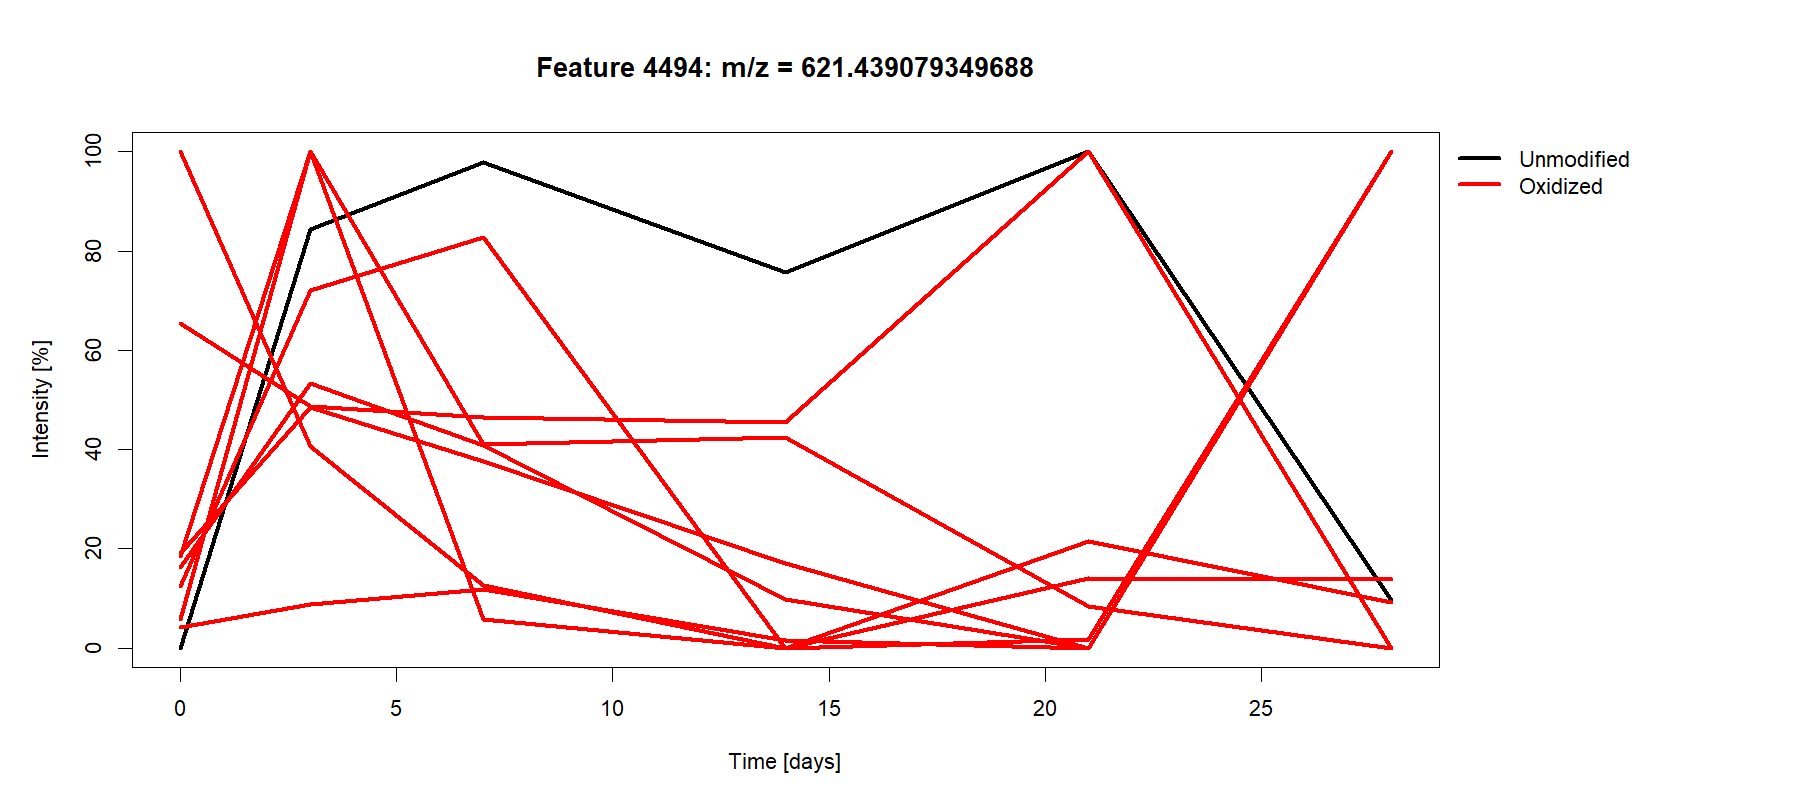 Feature 4494: m/z = 621.439079349688
Unmodified
Oxidized
Intensity [%]
100
80
60
40
20
0
0 5 10 15 20 25
Time [days]